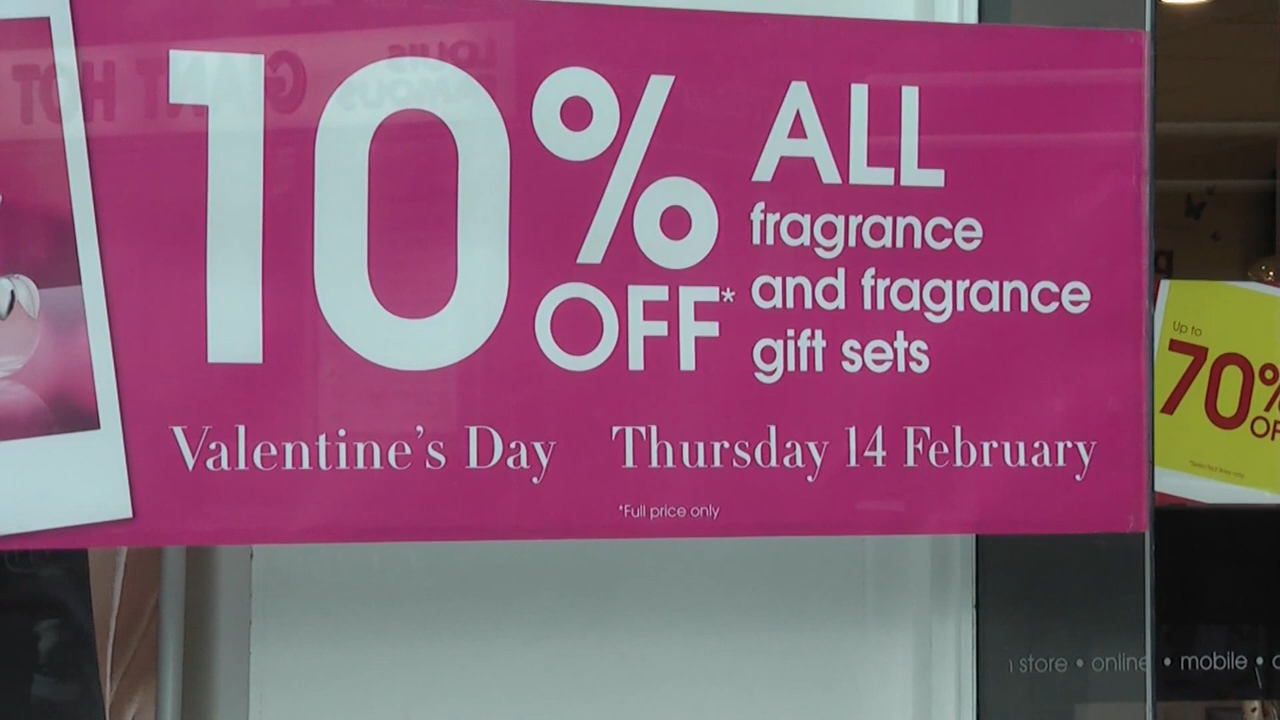 10% OFF*
ALL
fragrance
and fragrance
gift sets
Valentine's Day Thursday 14 February
*Full price only
Up to
70%
store • online • mobile •